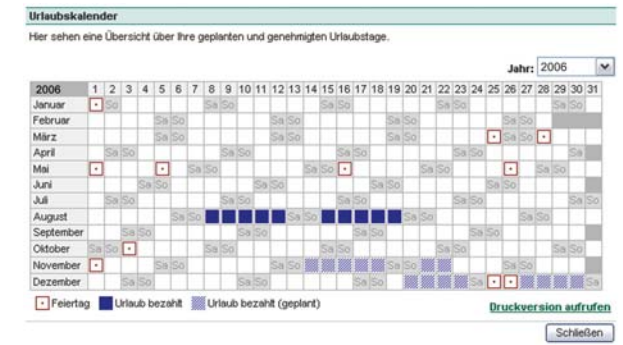 Urlaubskalender
Hier sehen eine Übersicht über Ihre geplanten und genehmigten Urlaubstage.
Jahr: 2006
2006 1 2 3 4 5 6 7 8 9 10 11 12 13 14 15 16 17 18 19 20 21 22 23 24 25 26 27 28 29 30 31
Januar So Sa So Sa So Sa So Sa So
Februar Sa So Sa So Sa So Sa So
März Sa So Sa So Sa So Sa So
April Sa So Sa So Sa So Sa So Sa
Mai Sa So Sa So Sa So Sa So
Juni Sa So Sa So Sa So Sa So
Juli Sa So Sa So Sa So Sa So Sa So
August Sa So Sa So Sa So Sa So
September Sa So Sa So Sa So Sa So
Oktober Sa So Sa So Sa So Sa So Sa So
November Sa So Sa So Sa So Sa So
Dezember Sa So Sa So Sa So Sa Sa
Feiertag Urlaub bezahlt Urlaub bezahlt (geplant) Druckversion aufrufen
Schließen